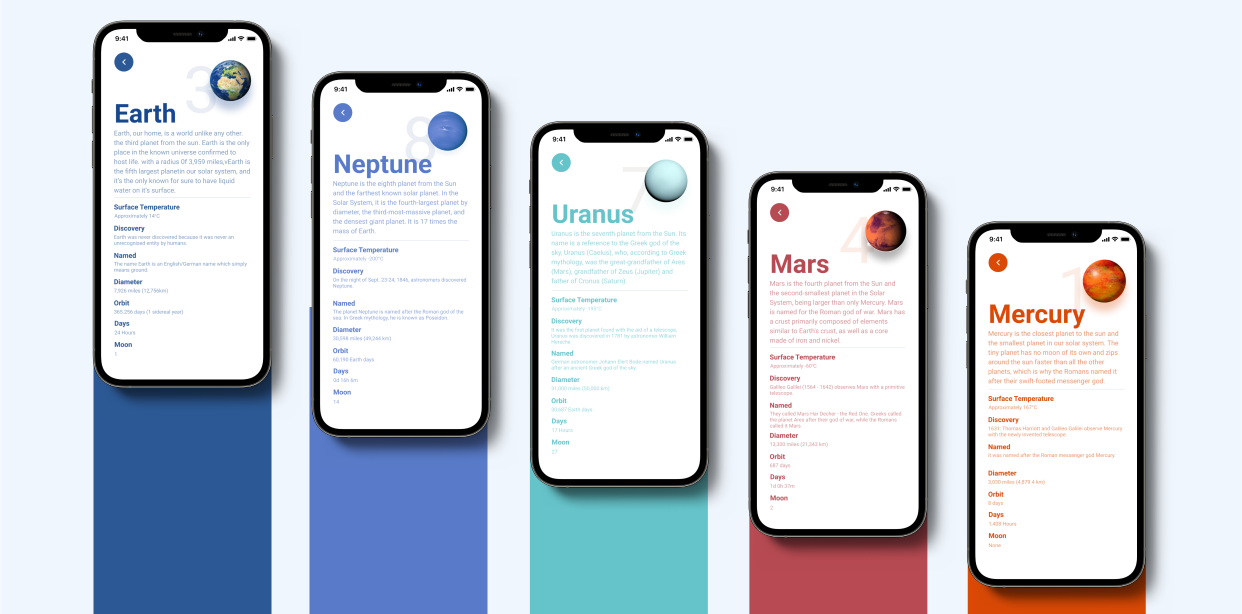 9:41
3
Earth
Earth, our home, is a world unlike any other.
the third planet from the sun. Earth is the only
place in the known universe confirmed to
host life. with a radius 0f 3,959 miles,vEarth is
the fifth largest planetin our solar system, and
it's the only known for sure to have liquid
water on it's surface.
Surface Temperature
Approximately 14°C
Discovery
Earth was never discovered because it was never an
unrecognised entity by humans.
Named
The name Earth is an English/German name which simply
means ground.
Diameter
7,926 miles (12,756km)
Orbit
365.256 days (1 sidereal year)
Days
24 Hours
Moon
1
9:41
8
Neptune
Neptune is the eighth planet from the Sun
and the farthest known solar planet. In the
Solar System, it is the fourth-largest planet by
diameter, the third-most-massive planet, and
the densest giant planet. It is 17 times the
mass of Earth.
Surface Temperature
Approximately -200°C
Discovery
On the night of Sept. 23-24, 1846, astronomers discovered
Neptune.
Named
The planet Neptune is named after the Roman god of the
sea. In Greek mythology, he is known as Poseidon.
Diameter
30,598 miles (49,244 km)
Orbit
60,190 Earth days
Days
0d 16h 6m
Moon
14
9:41
7
Uranus
Uranus is the seventh planet from the Sun. Its
name is a reference to the Greek god of the
sky, Uranus (Caelus), who, according to Greek
mythology, was the great-grandfather of Ares
(Mars), grandfather of Zeus (Jupiter) and
father of Cronus (Saturn).
Surface Temperature
Approximately -195°C
Discovery
It was the first planet found with the aid of a telescope,
Uranus was discovered in 1781 by astronomer William
Herschel
Named
German astronomer Johann Elert Bode named Uranus
after an ancient Greek god of the sky.
Diameter
Orbit
30,687 Earth days
Days
17 Hours
Moon
27
9:41
4
Mars
Mars is the fourth planet from the Sun and
the second-smallest planet in the Solar
System, being larger than only Mercury. Mars
is named for the Roman god of war. Mars has
a crust primarily composed of elements
similar to Earth's crust, as well as a core
made of iron and nickel.
Surface Temperature
Approximately -60°C
Discovery
Galileo Galilei (1564 - 1642) observes Mars with a primitive
telescope.
Named
They called Mars Har Decher - the Red One. Greeks called
the planet Ares after their god of war, while the Romans
called it Mars.
Diameter
Orbit
687 days
Days
1d 0h 37m
Moon
2
9:41
1
Mercury
Mercury is the closest planet to the sun and
the smallest planet in our solar system. The
tiny planet has no moon of its own and zips
around the sun faster than all the other
planets, which is why the Romans named it
after their swift-footed messenger god.
Surface Temperature
Approximately 167°C
Discovery
1631: Thomas Harriott and Galileo Galilei observe Mercury
with the newly invented telescope.
Named
It was named after the Roman messenger god Mercury
Diameter
(4,879.4 km)
Orbit
days
Days
1,408 Hours
Moon
None